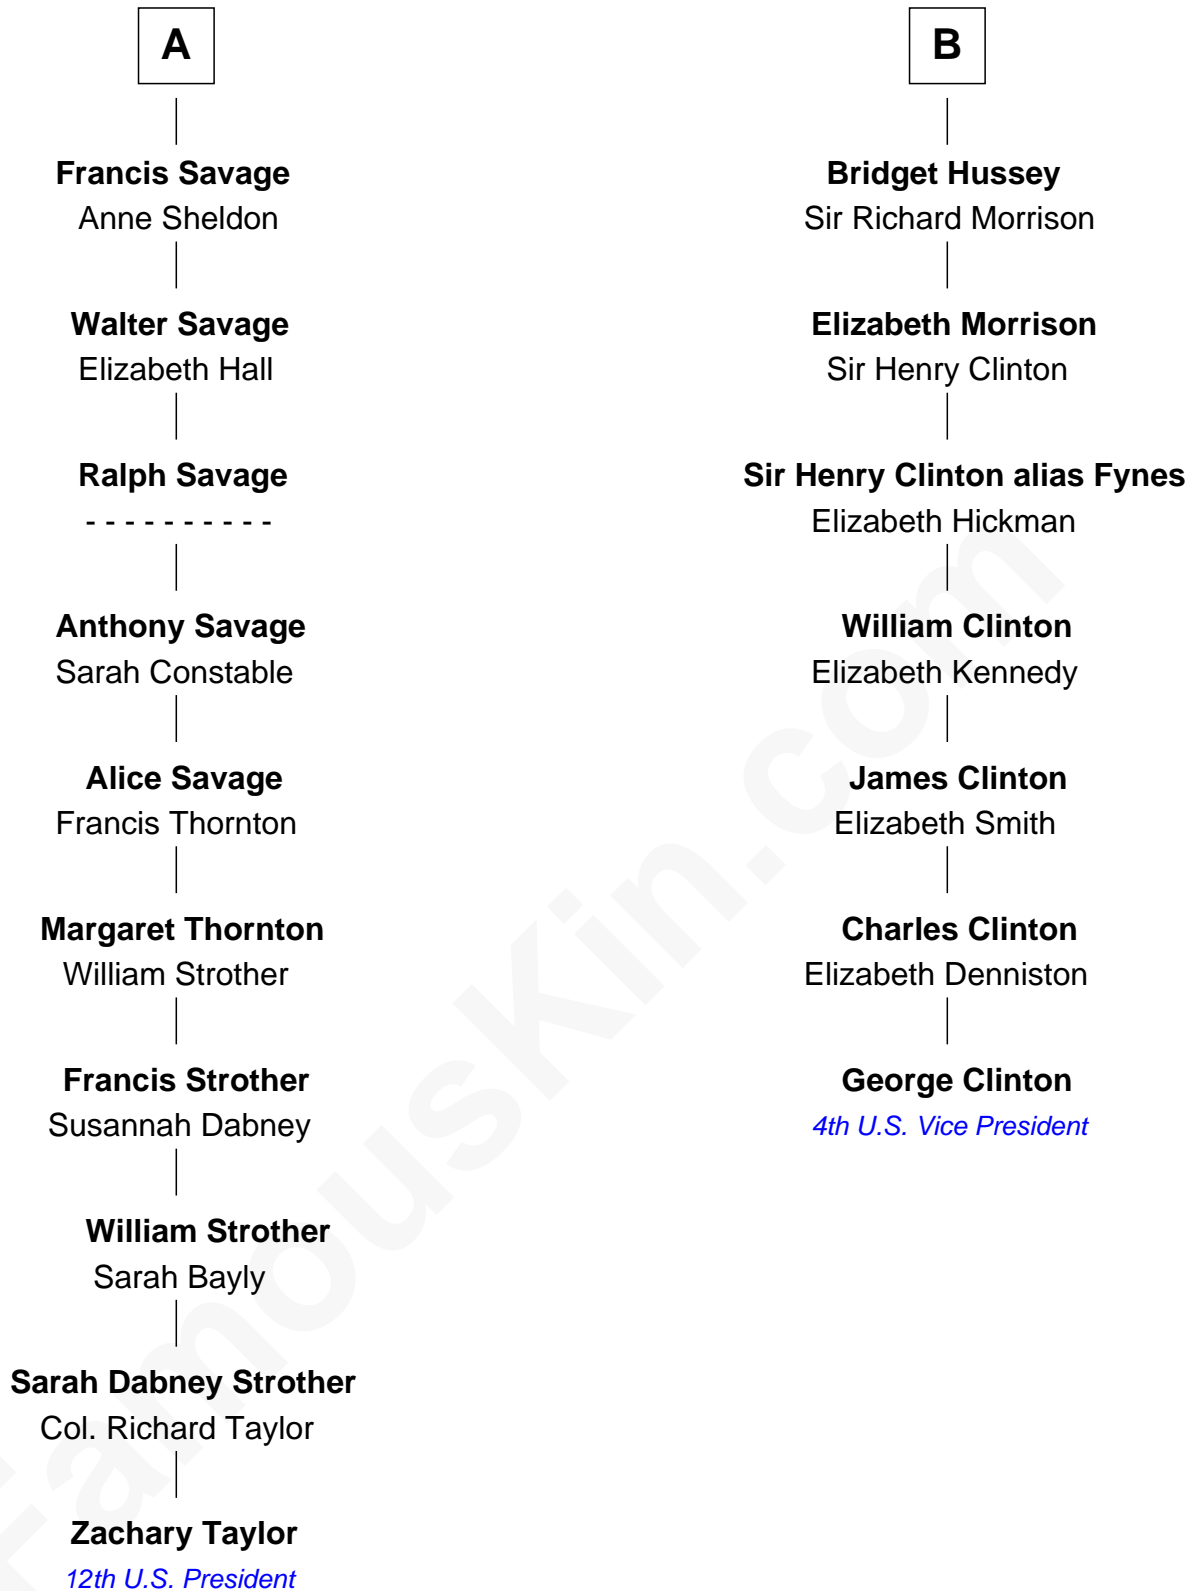 A
Francis Savage
Anne Sheldon
Walter Savage
Elizabeth Hall
Ralph Savage
- - - - - - - - - -
Anthony Savage
Sarah Constable
Alice Savage
Francis Thornton
Margaret Thornton
William Strother
Francis Strother
Susannah Dabney
William Strother
Sarah Bayly
Sarah Dabney Strother
Col. Richard Taylor
Zachary Taylor
12th U.S. President
B
Bridget Hussey
Sir Richard Morrison
Elizabeth Morrison
Sir Henry Clinton
Sir Henry Clinton alias Fynes
Elizabeth Hickman
William Clinton
Elizabeth Kennedy
James Clinton
Elizabeth Smith
Charles Clinton
Elizabeth Denniston
George Clinton
4th U.S. Vice President
FamousKin.com